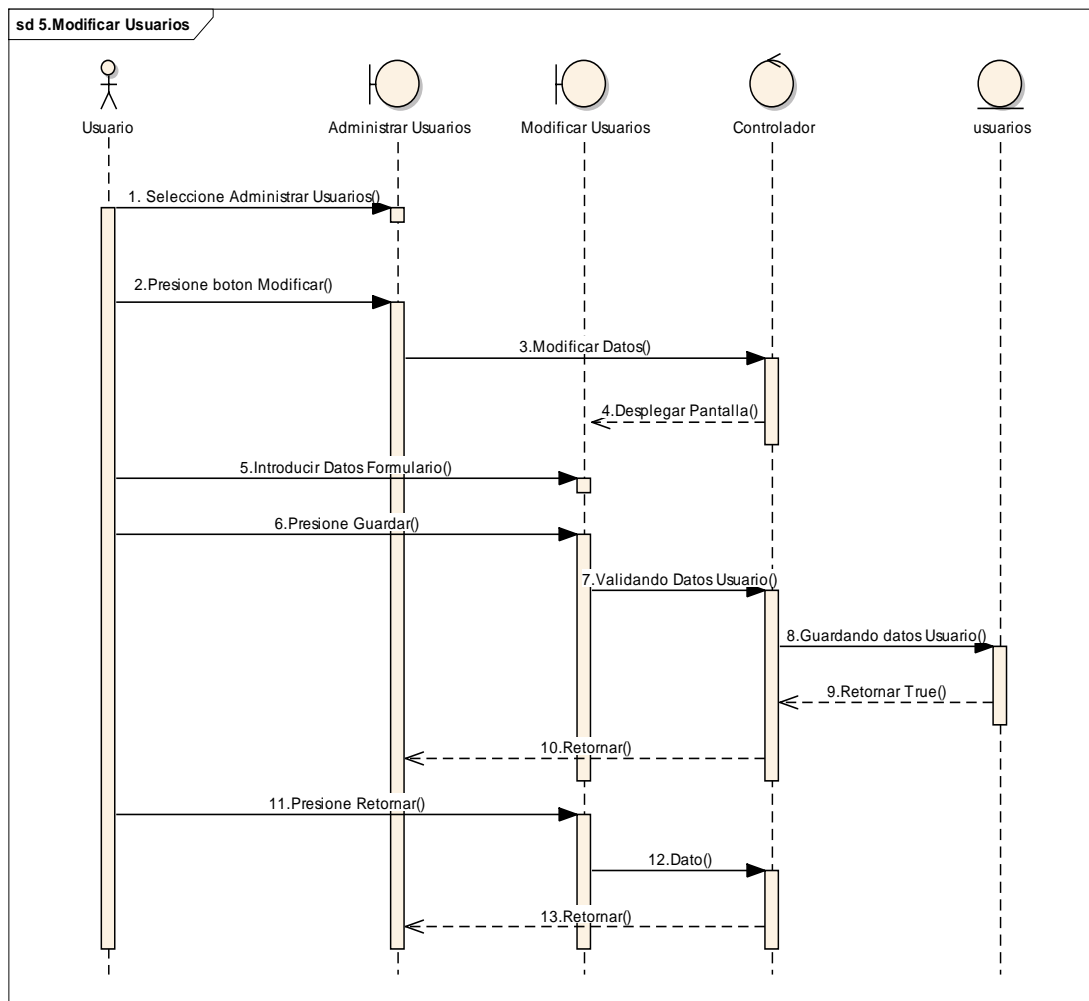 sd 5.Modificar Usuarios
Usuario
Administrar Usuarios
Modificar Usuarios
Controlador
usuarios
1. Seleccione Administrar Usuarios()
2.Presione boton Modificar()
3.Modificar Datos()
4.Desplegar Pantalla()
5.Introducir Datos Formulario()
6.Presione Guardar()
7.Validando Datos Usuario()
8.Guardando datos Usuario()
9.Retornar True()
10.Retornar()
11.Presione Retornar()
12.Dato()
13.Retornar()